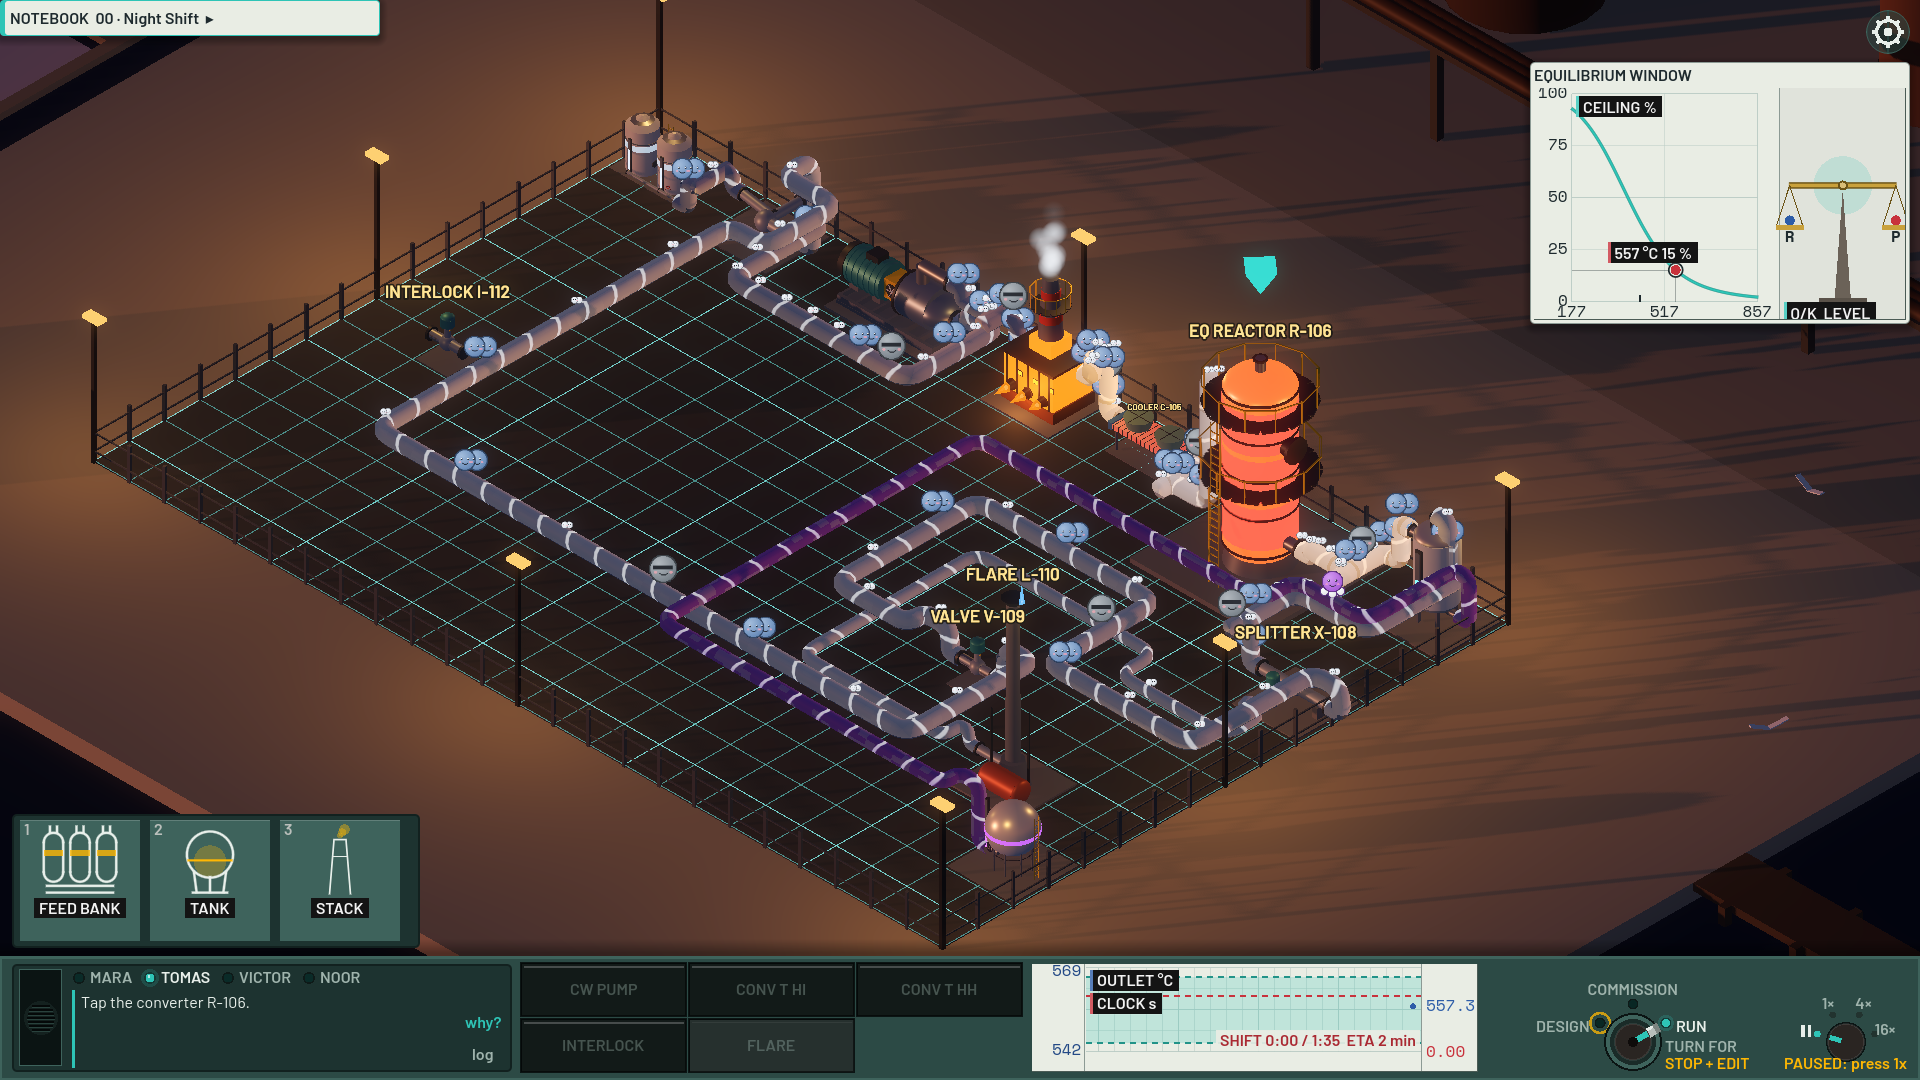 NOTEBOOK 00 · Night Shift ►
EQUILIBRIUM WINDOW
100
CEILING %
75
50
25
557 °C 15 %
0
177
517
857
R
P
Q/K LEVEL
INTERLOCK I-112
EQ REACTOR R-106
COOLER C-105
FLARE L-110
VALVE V-109
SPLITTER X-108
1
2
3
FEED BANK
TANK
STACK
MARA
TOMAS
VICTOR
NOOR
Tap the converter R-106.
why?
log
CW PUMP
CONV T HI
CONV T HH
INTERLOCK
FLARE
569
OUTLET °C
CLOCK s
557.3
SHIFT 0:00 / 1:35 ETA 2 min
542
0.00
COMMISSION
DESIGN
RUN
TURN FOR
STOP + EDIT
1×
4×
16×
PAUSED: press 1x